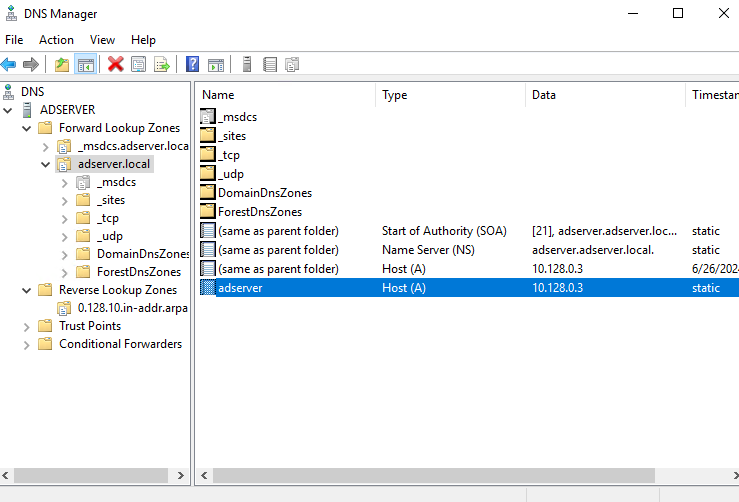 DNS Manager
File Action View Help
DNS
ADSERVER
Forward Lookup Zones
_msdcs.adserver.loca
adserver.local
_msdcs
_sites
_tcp
_udp
DomainDnsZones
ForestDnsZones
Reverse Lookup Zones
0.128.10.in-addr.arpa
Trust Points
Conditional Forwarders
Name Type Data Timestan
_msdcs
_sites
_tcp
_udp
DomainDnsZones
ForestDnsZones
(same as parent folder) Start of Authority (SOA) [21], adserver.adserver.loc... static
(same as parent folder) Name Server (NS) adserver.adserver.local. static
(same as parent folder) Host (A) 10.128.0.3 6/26/202
adserver Host (A) 10.128.0.3 static